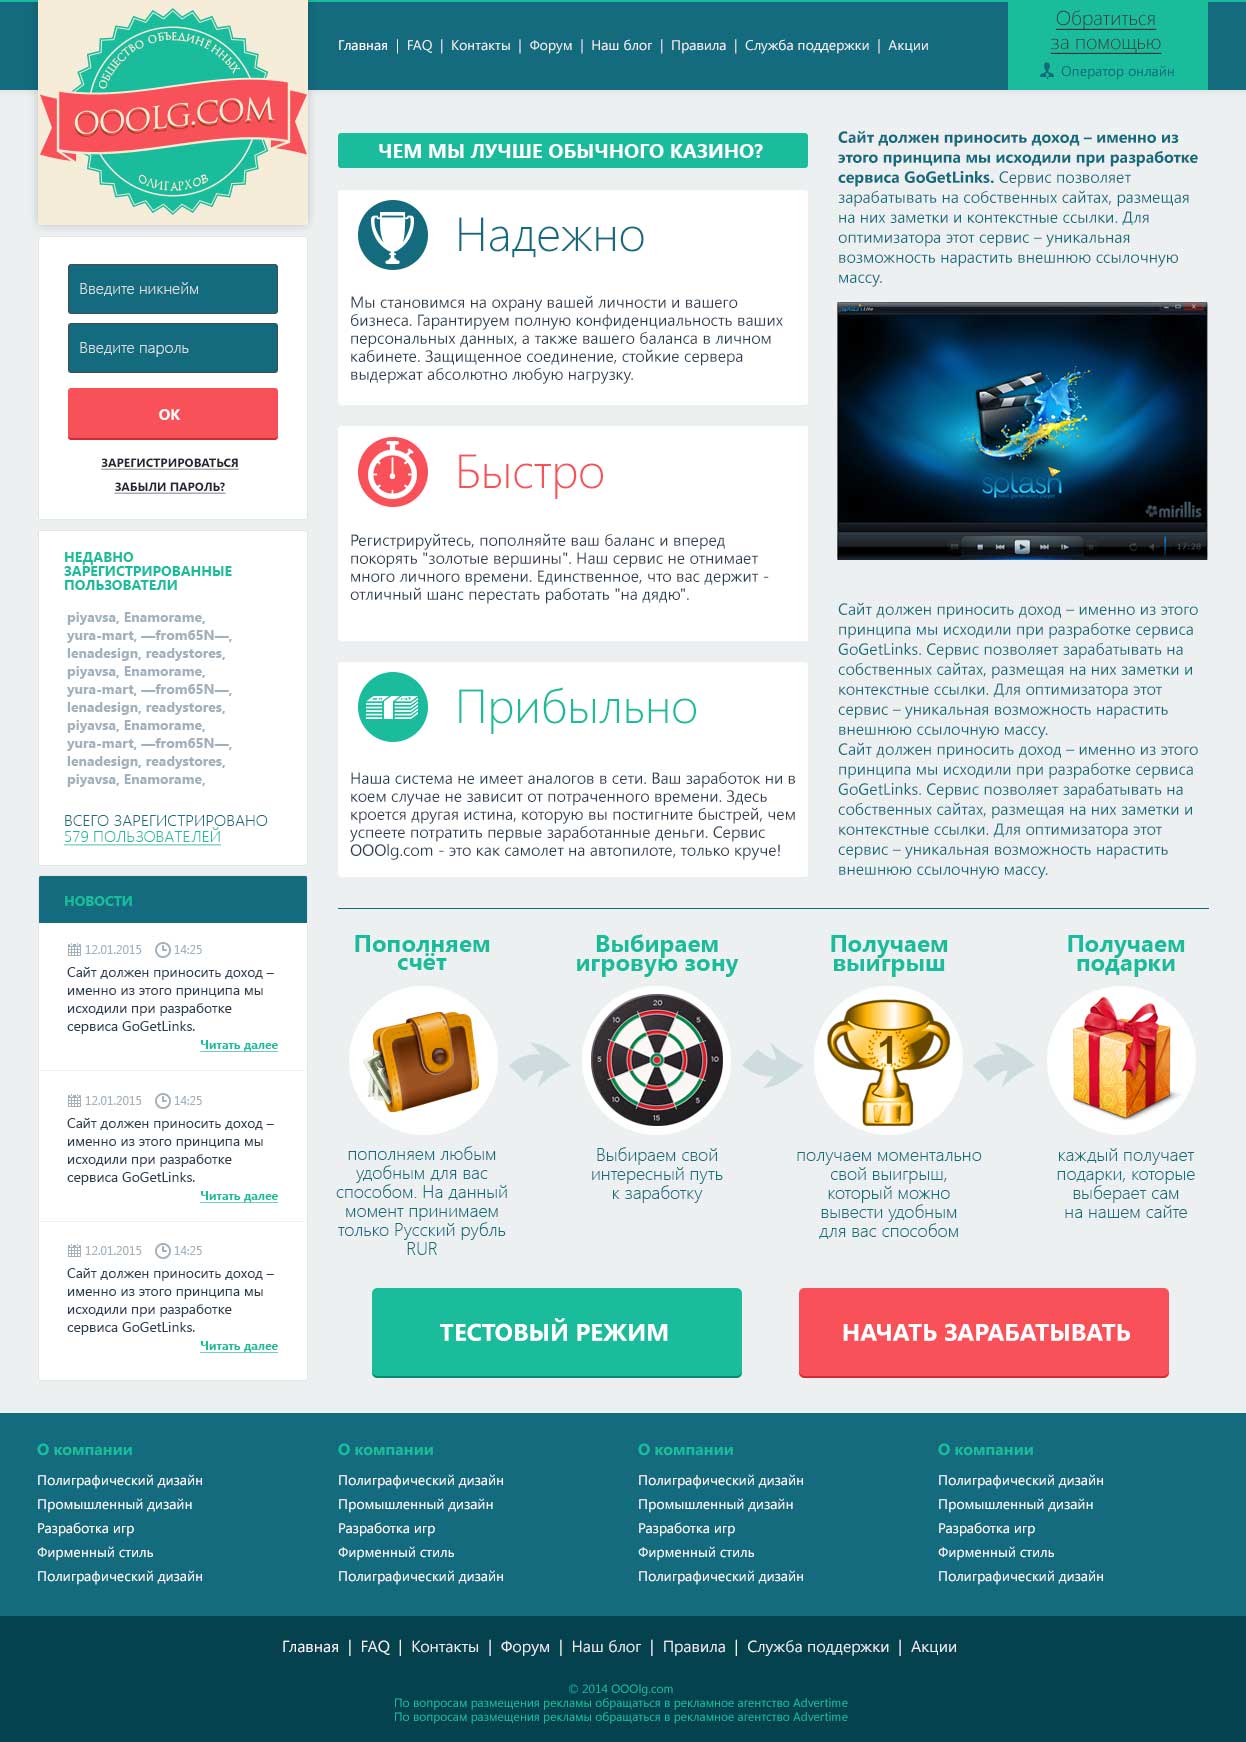 ОБЩЕСТВО ОБЪЕДИНЕННЫХ
OOOLG.COM
ОЛИГАРХОВ
Главная | FAQ | Контакты | Форум | Наш блог | Правила | Служба поддержки | Акции
Обратиться
за помощью
Оператор онлайн
Введите никнейм
Введите пароль
ОК
ЗАРЕГИСТРИРОВАТЬСЯ
ЗАБЫЛИ ПАРОЛЬ?
НЕДАВНО
ЗАРЕГИСТРИРОВАННЫЕ
ПОЛЬЗОВАТЕЛИ
piyavsa, Enamorame,
yura-mart, —from65N—,
lenadesign, readystores,
piyavsa, Enamorame,
yura-mart, —from65N—,
lenadesign, readystores,
piyavsa, Enamorame,
yura-mart, —from65N—,
lenadesign, readystores,
piyavsa, Enamorame,
ВСЕГО ЗАРЕГИСТРИРОВАНО
579 ПОЛЬЗОВАТЕЛЕЙ
НОВОСТИ
12.01.2015 14:25
Сайт должен приносить доход –
именно из этого принципа мы
исходили при разработке
сервиса GoGetLinks.
Читать далее
12.01.2015 14:25
Сайт должен приносить доход –
именно из этого принципа мы
исходили при разработке
сервиса GoGetLinks.
Читать далее
12.01.2015 14:25
Сайт должен приносить доход –
именно из этого принципа мы
исходили при разработке
сервиса GoGetLinks.
Читать далее
ЧЕМ МЫ ЛУЧШЕ ОБЫЧНОГО КАЗИНО?
Надежно
Мы становимся на охрану вашей личности и вашего
бизнеса. Гарантируем полную конфиденциальность ваших
персональных данных, а также вашего баланса в личном
кабинете. Защищенное соединение, стойкие сервера
выдержат абсолютно любую нагрузку.
Быстро
Регистрируйтесь, пополняйте ваш баланс и вперед
покорять "золотые вершины". Наш сервис не отнимает
много личного времени. Единственное, что вас держит -
отличный шанс перестать работать "на дядю".
Прибыльно
Наша система не имеет аналогов в сети. Ваш заработок ни в
коем случае не зависит от потраченного времени. Здесь
кроется другая истина, которую вы постигните быстрей, чем
успеете потратить первые заработанные деньги. Сервис
OOOlg.com - это как самолет на автопилоте, только круче!
Сайт должен приносить доход – именно из
этого принципа мы исходили при разработке
сервиса GoGetLinks. Сервис позволяет
зарабатывать на собственных сайтах, размещая
на них заметки и контекстные ссылки. Для
оптимизатора этот сервис – уникальная
возможность нарастить внешнюю ссылочную
массу.
splash
mirillis
17:28
Сайт должен приносить доход – именно из этого
принципа мы исходили при разработке сервиса
GoGetLinks. Сервис позволяет зарабатывать на
собственных сайтах, размещая на них заметки и
контекстные ссылки. Для оптимизатора этот
сервис – уникальная возможность нарастить
внешнюю ссылочную массу.
Сайт должен приносить доход – именно из этого
принципа мы исходили при разработке сервиса
GoGetLinks. Сервис позволяет зарабатывать на
собственных сайтах, размещая на них заметки и
контекстные ссылки. Для оптимизатора этот
сервис – уникальная возможность нарастить
внешнюю ссылочную массу.
Пополняем
счёт
пополняем любым
удобным для вас
способом. На данный
момент принимаем
только Русский рубль
RUR
Выбираем
игровую зону
20
10 5
5 10
10 5
15
Выбираем свой
интересный путь
к заработку
Получаем
выигрыш
1
получаем моментально
свой выигрыш,
который можно
вывести удобным
для вас способом
Получаем
подарки
каждый получает
подарки, которые
выберает сам
на нашем сайте
ТЕСТОВЫЙ РЕЖИМ
НАЧАТЬ ЗАРАБАТЫВАТЬ
О компании
Полиграфический дизайн
Промышленный дизайн
Разработка игр
Фирменный стиль
Полиграфический дизайн
О компании
Полиграфический дизайн
Промышленный дизайн
Разработка игр
Фирменный стиль
Полиграфический дизайн
О компании
Полиграфический дизайн
Промышленный дизайн
Разработка игр
Фирменный стиль
Полиграфический дизайн
О компании
Полиграфический дизайн
Промышленный дизайн
Разработка игр
Фирменный стиль
Полиграфический дизайн
Главная | FAQ | Контакты | Форум | Наш блог | Правила | Служба поддержки | Акции
© 2014 OOOlg.com
По вопросам размещения рекламы обращаться в рекламное агентство Advertime
По вопросам размещения рекламы обращаться в рекламное агентство Advertime